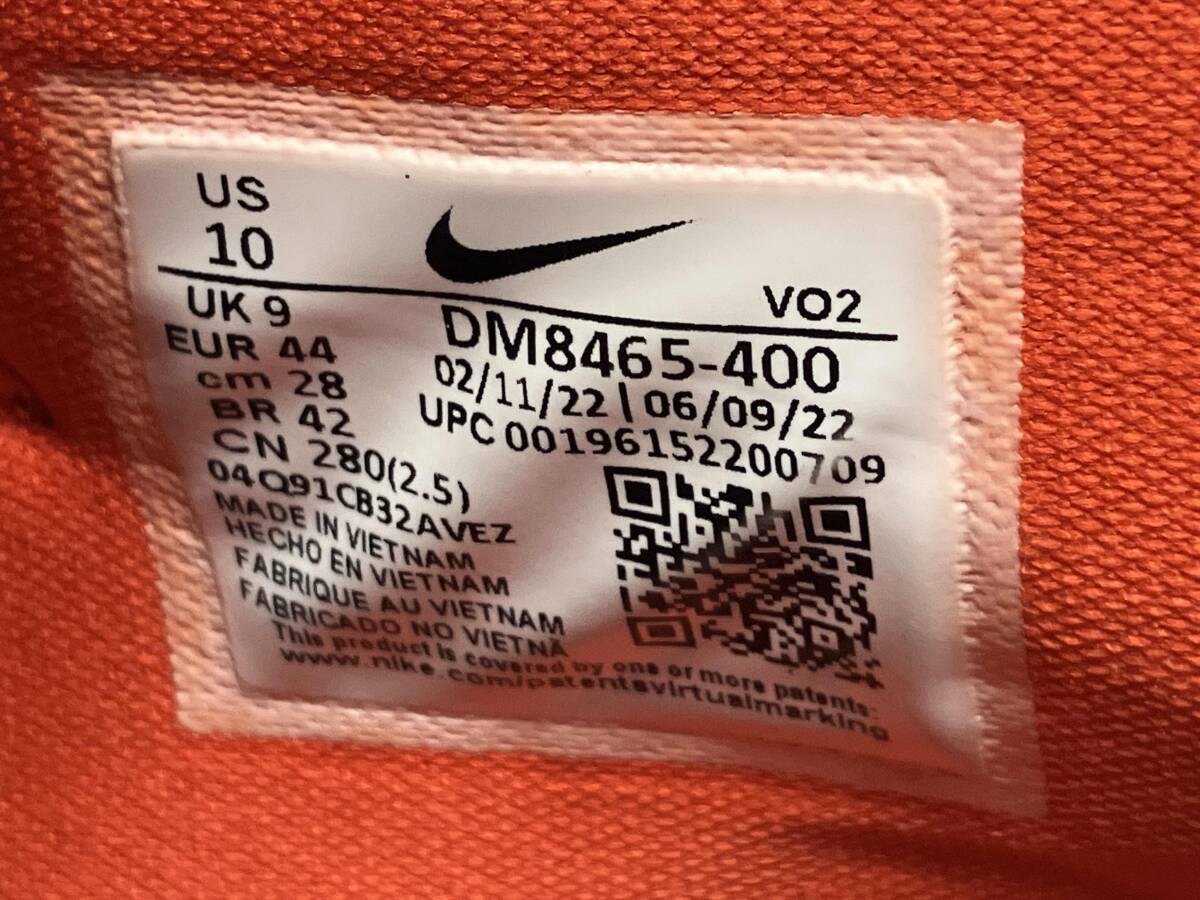 US
10
VO2
UK 9
EUR 44
cm 28
BR 42
CN 280(2.5)
DM8465-400
02/11/22 | 06/09/22
UPC 00196152200709
04Q91CB32AVEZ
MADE IN VIETNAM
HECHO EN VIETNAM
FABRIQUE AU VIETNAM
FABRICADO NO VIETNÃ
This product is covered by one or more patents:
www.nike.com/patentsvirtualmarking